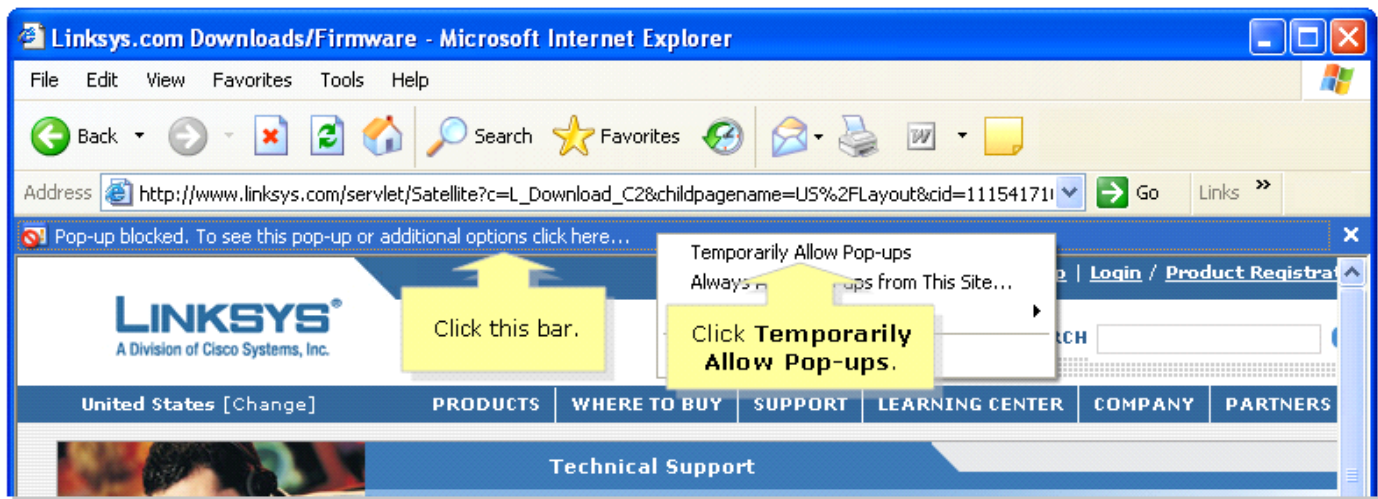 Linksys.com Downloads/Firmware - Microsoft Internet Explorer
File Edit View Favorites Tools Help
Back Search Favorites
Address http://www.linksys.com/servlet/Satellite?c=L_Download_C2&childpagename=US%2FLayout&cid=11154171 Go Links »
Pop-up blocked. To see this pop-up or additional options click here...
Temporarily Allow Pop-ups
Always ups from This Site...
| Login / Product Registrat
LINKSYS®
A Division of Cisco Systems, Inc.
Click this bar.
Click Temporarily
Allow Pop-ups.
United States [Change] PRODUCTS WHERE TO BUY SUPPORT LEARNING CENTER COMPANY PARTNERS
Technical Support